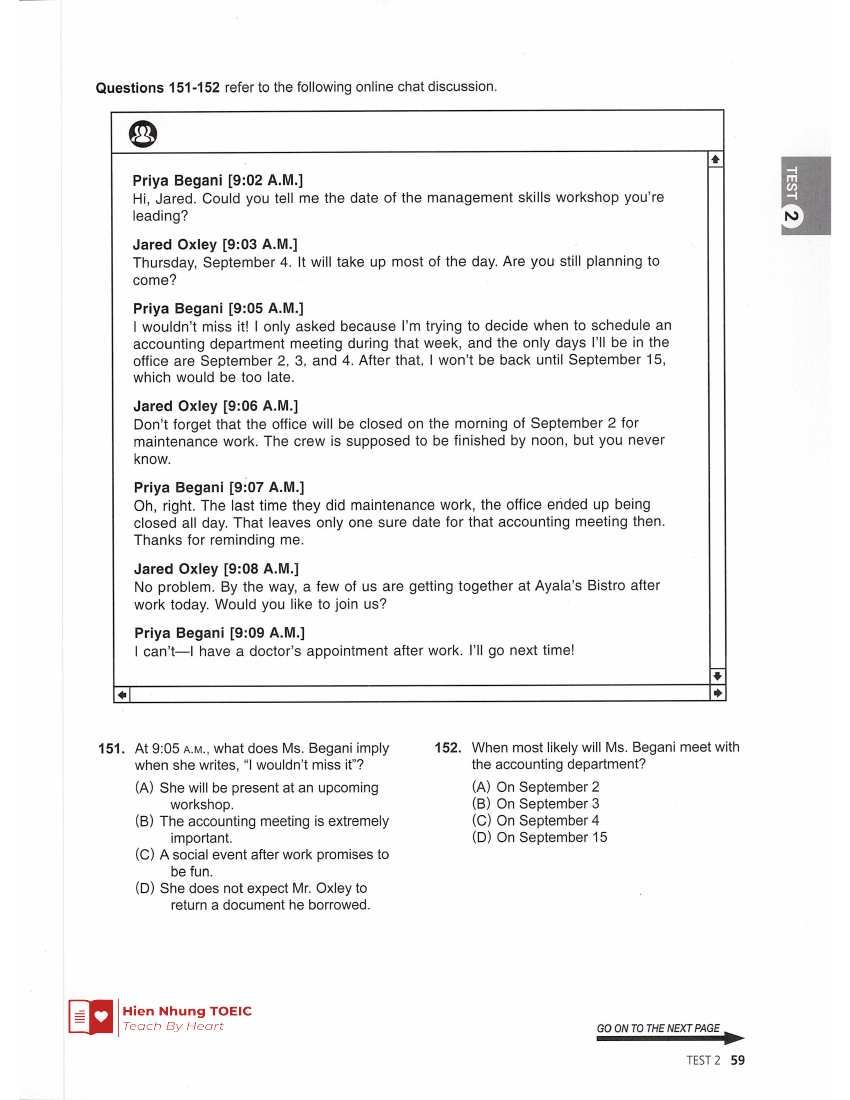 Questions 151-152 refer to the following online chat discussion.
Priya Begani [9:02 A.M.]
Hi, Jared. Could you tell me the date of the management skills workshop you're
leading?
Jared Oxley [9:03 A.M.]
Thursday, September 4. It will take up most of the day. Are you still planning to
come?
Priya Begani [9:05 A.M.]
I wouldn't miss it! I only asked because I'm trying to decide when to schedule an
accounting department meeting during that week, and the only days I'll be in the
office are September 2, 3, and 4. After that, I won't be back until September 15,
which would be too late.
Jared Oxley [9:06 A.M.]
Don't forget that the office will be closed on the morning of September 2 for
maintenance work. The crew is supposed to be finished by noon, but you never
know.
Priya Begani [9:07 A.M.]
Oh, right. The last time they did maintenance work, the office ended up being
closed all day. That leaves only one sure date for that accounting meeting then.
Thanks for reminding me.
Jared Oxley [9:08 A.M.]
No problem. By the way, a few of us are getting together at Ayala's Bistro after
work today. Would you like to join us?
Priya Begani [9:09 A.M.]
I can't—I have a doctor's appointment after work. I'll go next time!
TEST 2
151. At 9:05 A.M., what does Ms. Begani imply
when she writes, "I wouldn't miss it"?
(A) She will be present at an upcoming
workshop.
(B) The accounting meeting is extremely
important.
(C) A social event after work promises to
be fun.
(D) She does not expect Mr. Oxley to
return a document he borrowed.
152. When most likely will Ms. Begani meet with
the accounting department?
(A) On September 2
(B) On September 3
(C) On September 4
(D) On September 15
Hien Nhung TOEIC
Teach By Heart
GO ON TO THE NEXT PAGE
TEST 2 59